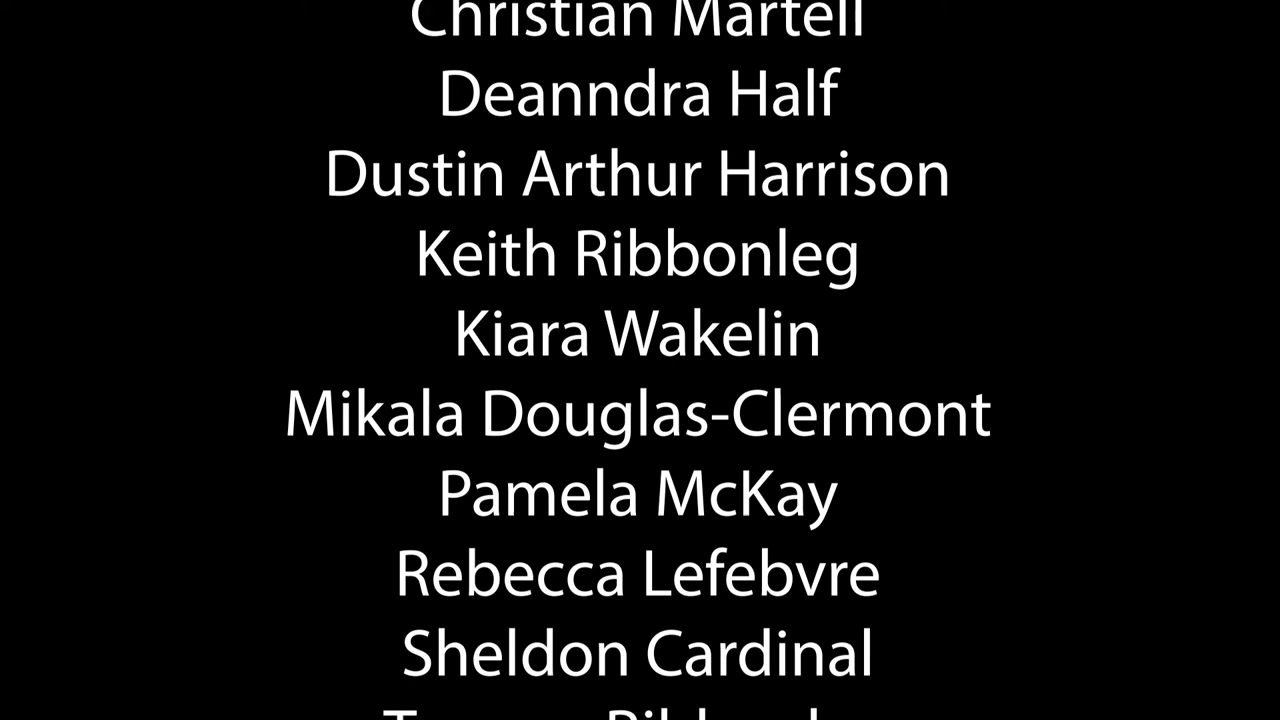 Christian Martell
Deanndra Half
Dustin Arthur Harrison
Keith Ribbonleg
Kiara Wakelin
Mikala Douglas-Clermont
Pamela McKay
Rebecca Lefebvre
Sheldon Cardinal